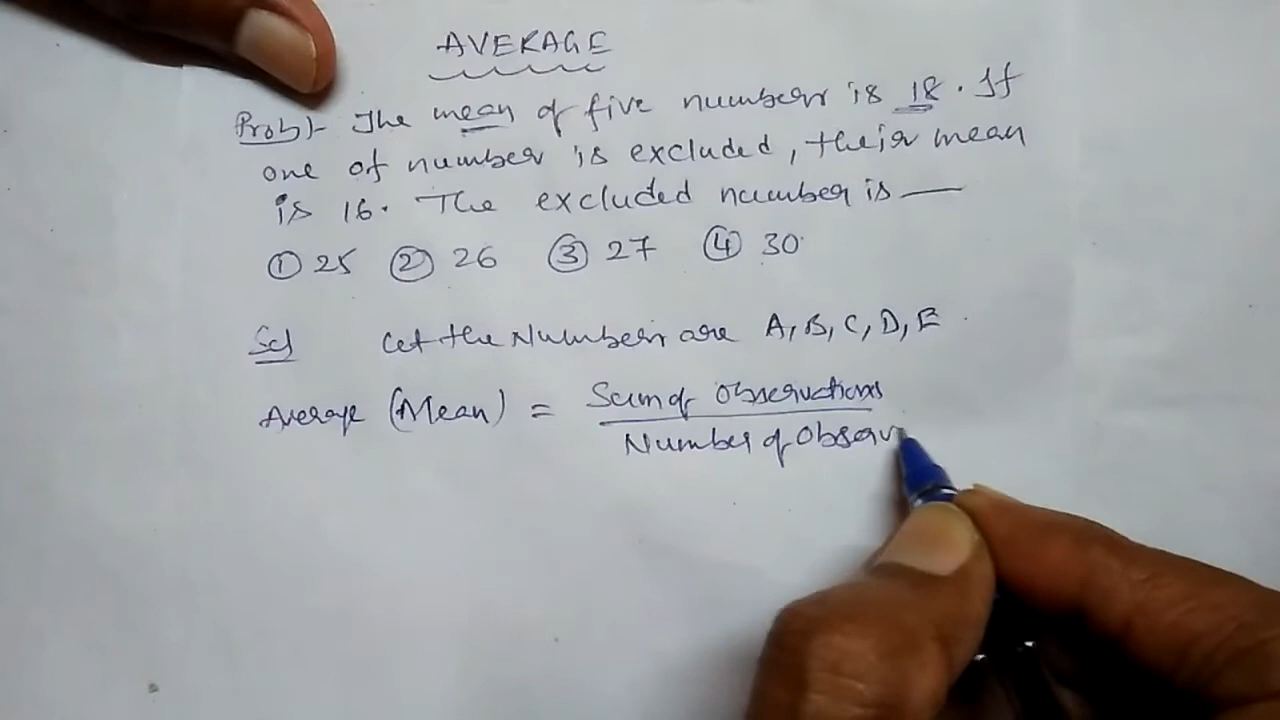 AVERAGE
Prob:- The mean of five numbers is 18. If
one of number is excluded, their mean
is 16. The excluded number is —
① 25 ② 26 ③ 27 ④ 30
Sol Let the Numbers are A, B, C, D, E.
Average (Mean) = Sum of Observations
Number of Observ